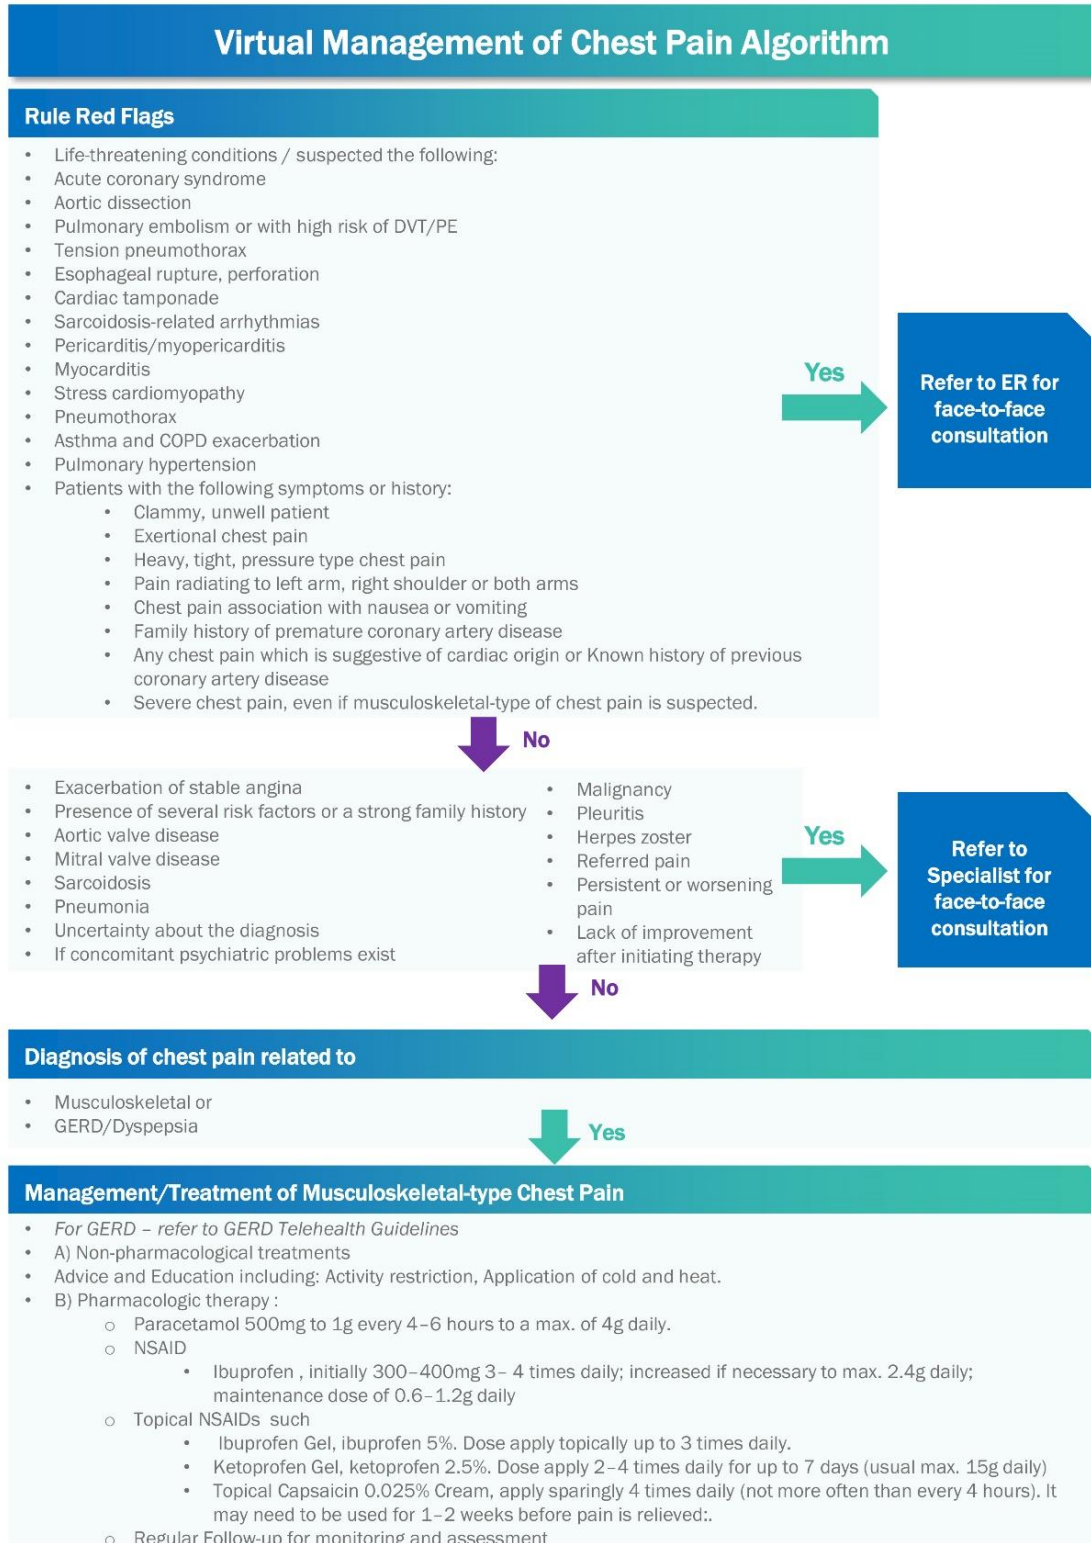 Virtual Management of Chest Pain Algorithm
Rule Red Flags
• Life-threatening conditions / suspected the following:
• Acute coronary syndrome
• Aortic dissection
• Pulmonary embolism or with high risk of DVT/PE
• Tension pneumothorax
• Esophageal rupture, perforation
• Cardiac tamponade
• Sarcoidosis-related arrhythmias
• Pericarditis/myopericarditis
• Myocarditis
• Stress cardiomyopathy
• Pneumothorax
• Asthma and COPD exacerbation
• Pulmonary hypertension
• Patients with the following symptoms or history:
• Clammy, unwell patient
• Exertional chest pain
• Heavy, tight, pressure type chest pain
• Pain radiating to left arm, right shoulder or both arms
• Chest pain association with nausea or vomiting
• Family history of premature coronary artery disease
• Any chest pain which is suggestive of cardiac origin or Known history of previous
coronary artery disease
• Severe chest pain, even if musculoskeletal-type of chest pain is suspected.
Yes
Refer to ER for
face-to-face
consultation
No
• Exacerbation of stable angina
• Presence of several risk factors or a strong family history
• Aortic valve disease
• Mitral valve disease
• Sarcoidosis
• Pneumonia
• Uncertainty about the diagnosis
• If concomitant psychiatric problems exist
• Malignancy
• Pleuritis
• Herpes zoster
• Referred pain
• Persistent or worsening
pain
• Lack of improvement
after initiating therapy
Yes
Refer to
Specialist for
face-to-face
consultation
No
Diagnosis of chest pain related to
• Musculoskeletal or
• GERD/Dyspepsia
Yes
Management/Treatment of Musculoskeletal-type Chest Pain
• For GERD – refer to GERD Telehealth Guidelines
• A) Non-pharmacological treatments
• Advice and Education including: Activity restriction, Application of cold and heat.
• B) Pharmacologic therapy :
○ Paracetamol 500mg to 1g every 4–6 hours to a max. of 4g daily.
○ NSAID
• Ibuprofen , initially 300–400mg 3– 4 times daily; increased if necessary to max. 2.4g daily;
maintenance dose of 0.6–1.2g daily
○ Topical NSAIDs such
• Ibuprofen Gel, ibuprofen 5%. Dose apply topically up to 3 times daily.
• Ketoprofen Gel, ketoprofen 2.5%. Dose apply 2–4 times daily for up to 7 days (usual max. 15g daily)
• Topical Capsaicin 0.025% Cream, apply sparingly 4 times daily (not more often than every 4 hours). It
may need to be used for 1–2 weeks before pain is relieved:.
○ Regular Follow-up for monitoring and assessment